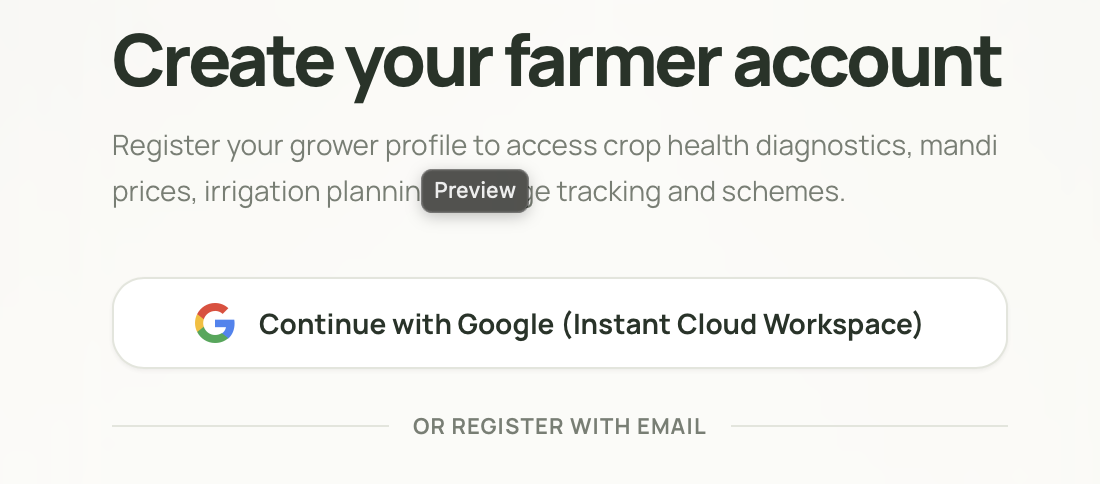 Create your farmer account
Register your grower profile to access crop health diagnostics, mandi
prices, irrigation plannin Preview ge tracking and schemes.
Continue with Google (Instant Cloud Workspace)
OR REGISTER WITH EMAIL